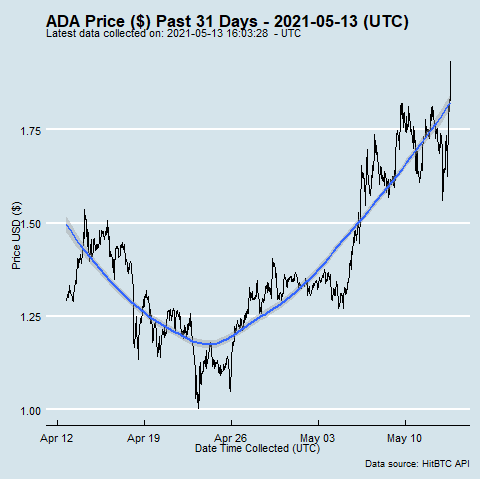 ADA Price ($) Past 31 Days - 2021-05-13 (UTC)
Latest data collected on: 2021-05-13 16:03:28  - UTC
Price USD ($)
1.75
1.50
1.25
1.00
Apr 12 Apr 19 Apr 26 May 03 May 10
Date Time Collected (UTC)
Data source: HitBTC API